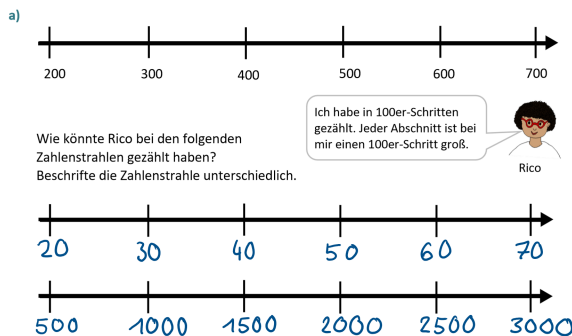 a)
200 300 400 500 600 700
Ich habe in 100er-Schritten
gezählt. Jeder Abschnitt ist bei
mir einen 100er-Schritt groß.
Rico
Wie könnte Rico bei den folgenden
Zahlenstrahlen gezählt haben?
Beschrifte die Zahlenstrahle unterschiedlich.
20 30 40 50 60 70
500 1000 1500 2000 2500 3000